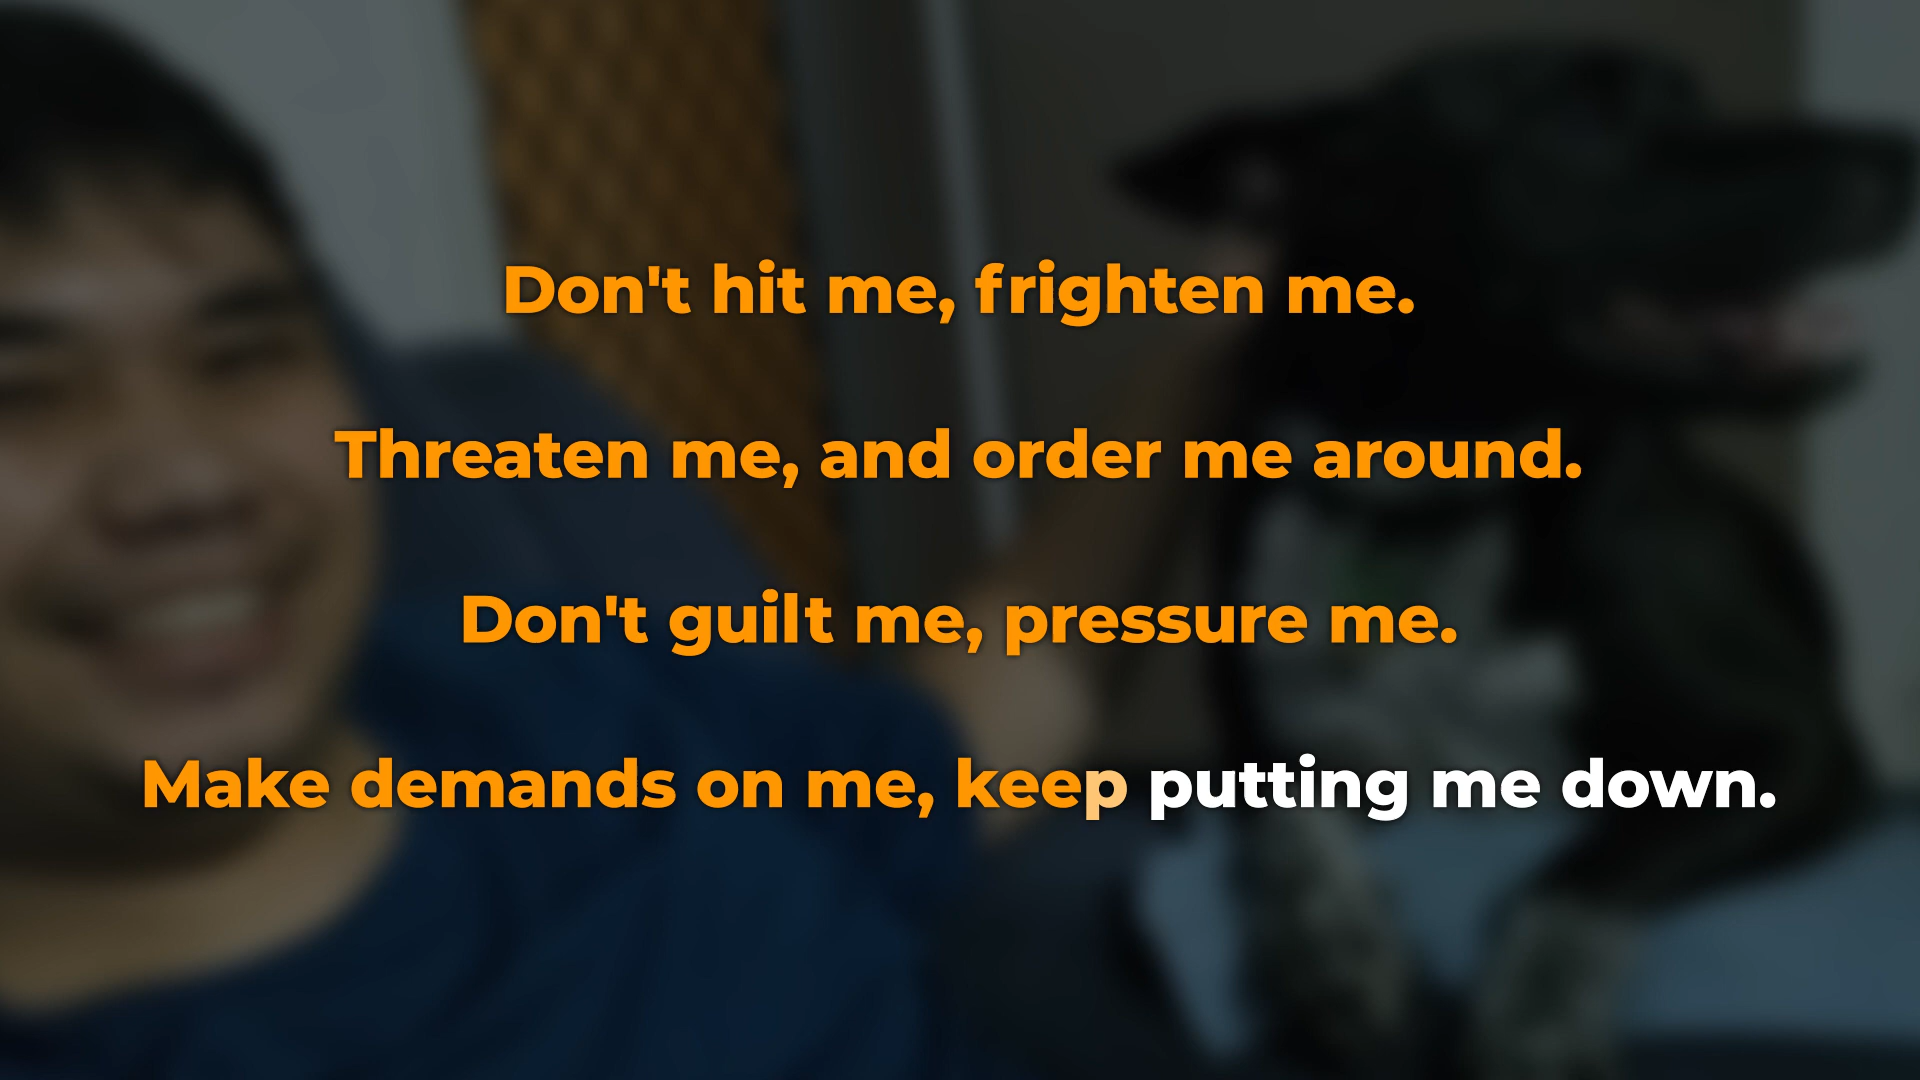 Don't hit me, frighten me.
Threaten me, and order me around.
Don't guilt me, pressure me.
Make demands on me, keep putting me down.